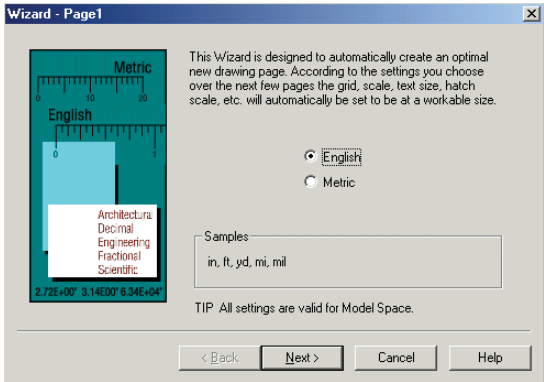 Wizard - Page1
Metric
0 10 20
English
0 1
Architectural
Decimal
Engineering
Fractional
Scientific
2.72E+00' 3.14E00' 6.34E+04'
This Wizard is designed to automatically create an optimal
new drawing page. According to the settings you choose
over the next few pages the grid, scale, text size, hatch
scale, etc. will automatically be set to be at a workable size.
English
Metric
Samples
in, ft, yd, mi, mil
TIP All settings are valid for Model Space.
< Back
Next >
Cancel
Help